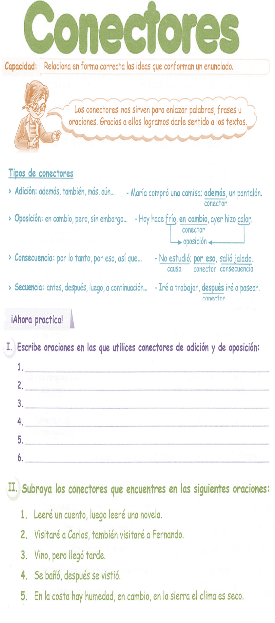 Conectores
Capacidad: Relaciona en forma correcta las ideas que conforman un enunciado.
Los conectores nos sirven para enlazar palabras, frases u
oraciones. Gracias a ellos logramos darle sentido a los textos.
Tipos de conectores
> Adición: además, también, más, aún... - María compró una camisa; además, un pantalón.
conector
> Oposición: en cambio, pero, sin embargo... - Hoy hace frío, en cambio, ayer hizo calor.
conector
oposición
> Consecuencia: por lo tanto, por eso, así que... - No estudió; por eso, salió jalado.
causa conector consecuencia
> Secuencia: antes, después, luego, a continuación... - Iré a trabajar, después iré a pasear.
conector
¡Ahora practica!
I. Escribe oraciones en las que utilices conectores de adición y de oposición:
1.
2.
3.
4.
5.
6.
II. Subraya los conectores que encuentres en las siguientes oraciones:
1. Leeré un cuento, luego leeré una novela.
2. Visitaré a Carlos, también visitaré a Fernando.
3. Vino, pero llegó tarde.
4. Se bañó, después se vistió.
5. En la costa hay humedad, en cambio, en la sierra el clima es seco.